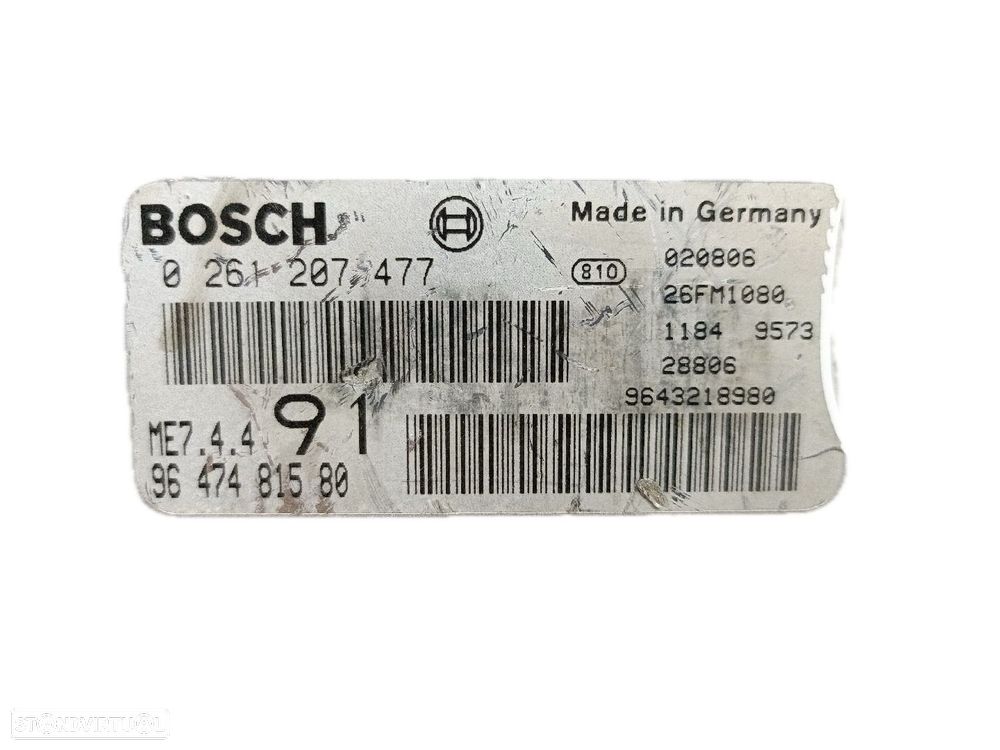 BOSCH
Made in Germany
0 261 207 477
810
020806
26FM1080
1184 9573
28806
9643218980
ME7.4.4
91
96 474 815 80
STANDVIRTUAL